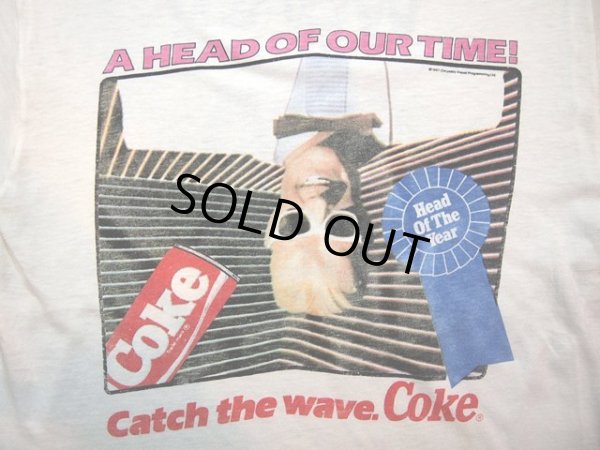 A HEAD OF OUR TIME!
Head
Of The
Year
SOLD OUT
Coke
Catch the wave. Coke®